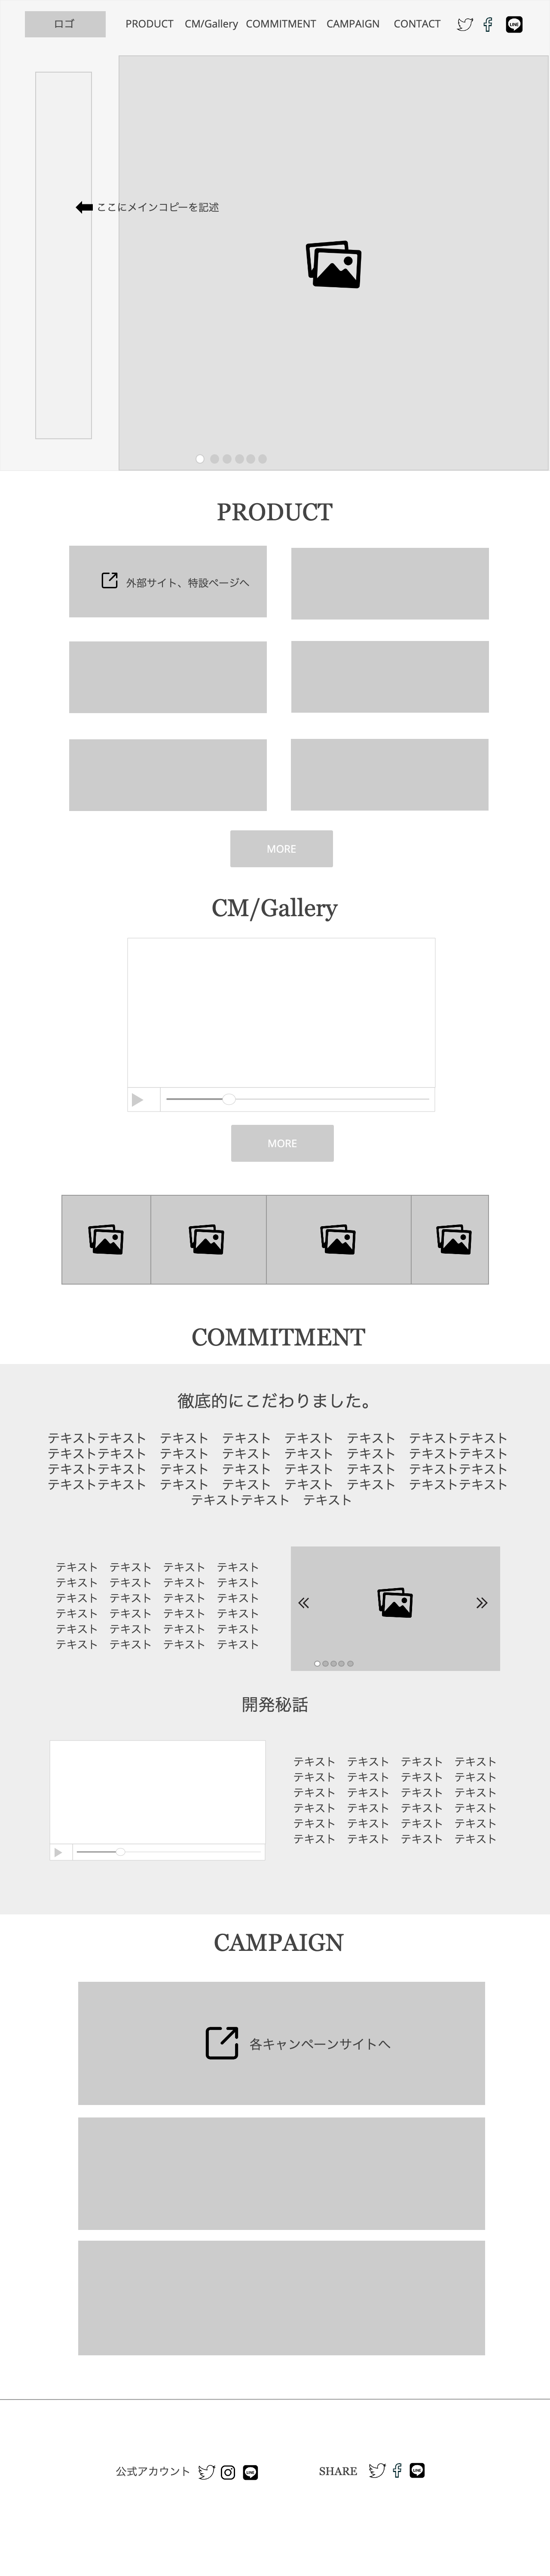 ロゴ
PRODUCT CM/Gallery COMMITMENT CAMPAIGN CONTACT LINE
ここにメインコピーを記述
PRODUCT
外部サイト、特設ページへ
MORE
CM/Gallery
MORE
COMMITMENT
徹底的にこだわりました。
テキストテキスト　テキスト　テキスト　テキスト　テキスト　テキストテキスト
テキストテキスト　テキスト　テキスト　テキスト　テキスト　テキストテキスト
テキストテキスト　テキスト　テキスト　テキスト　テキスト　テキストテキスト
テキストテキスト　テキスト　テキスト　テキスト　テキスト　テキストテキスト
テキストテキスト　テキスト
テキスト　テキスト　テキスト　テキスト
テキスト　テキスト　テキスト　テキスト
テキスト　テキスト　テキスト　テキスト
テキスト　テキスト　テキスト　テキスト
テキスト　テキスト　テキスト　テキスト
テキスト　テキスト　テキスト　テキスト
開発秘話
テキスト　テキスト　テキスト　テキスト
テキスト　テキスト　テキスト　テキスト
テキスト　テキスト　テキスト　テキスト
テキスト　テキスト　テキスト　テキスト
テキスト　テキスト　テキスト　テキスト
テキスト　テキスト　テキスト　テキスト
CAMPAIGN
各キャンペーンサイトへ
公式アカウント LINE
SHARE LINE